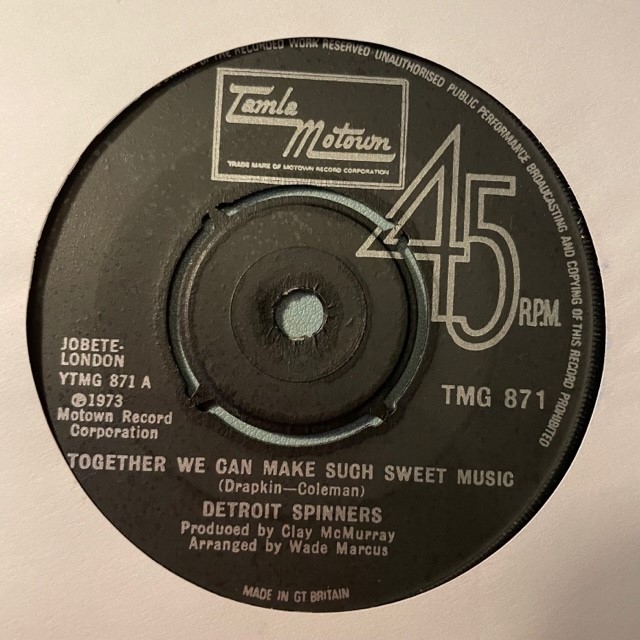 OF THE RECORDED WORK RESERVED · UNAUTHORISED PUBLIC PERFORMANCE BROADCASTING AND COPYING OF THIS RECORD PROHIBITED
Tamla
Motown
TRADE MARK OF MOTOWN RECORD CORPORATION
45
R.P.M.
JOBETE-
LONDON
YTMG 871 A
℗1973
Motown Record
Corporation
TMG 871
TOGETHER WE CAN MAKE SUCH SWEET MUSIC
(Drapkin—Coleman)
DETROIT SPINNERS
Produced by Clay McMurray
Arranged by Wade Marcus
MADE IN GT BRITAIN